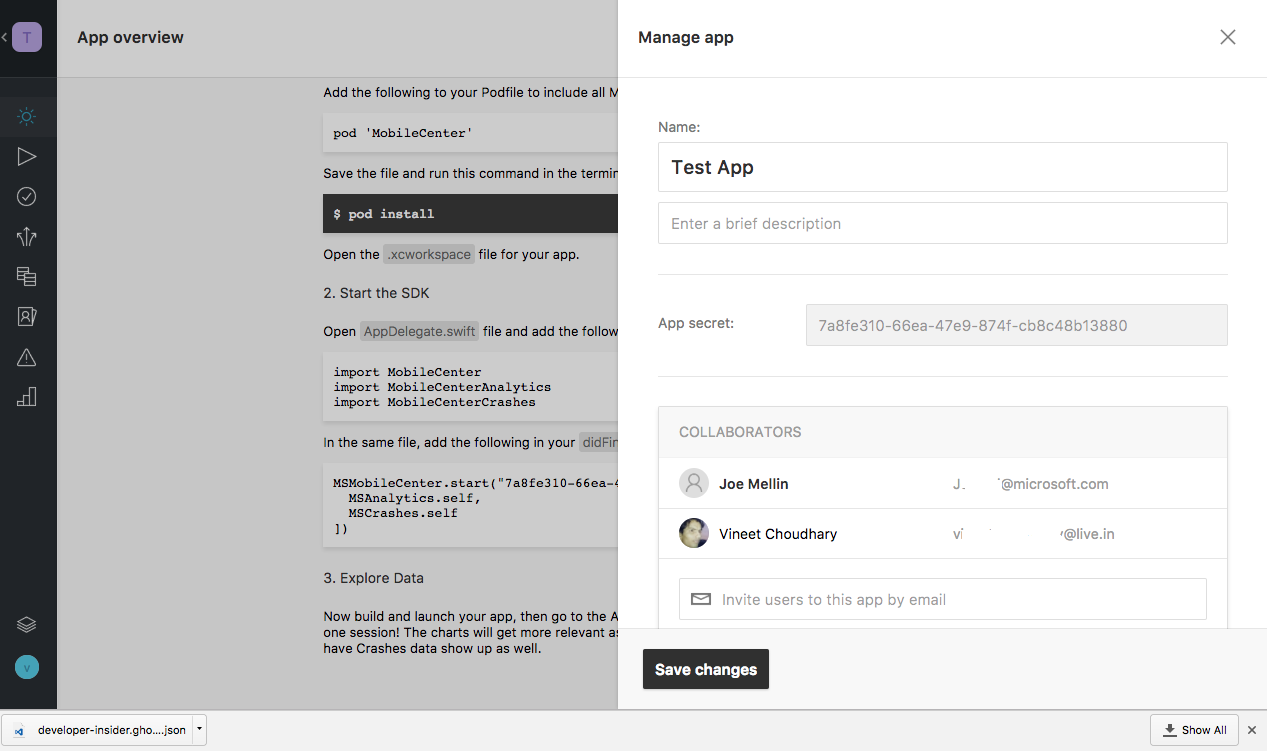 T
App overview
Add the following to your Podfile to include all M
pod 'MobileCenter'
Save the file and run this command in the termin
$ pod install
Open the .xcworkspace file for your app.
2. Start the SDK
Open AppDelegate.swift file and add the follow
import MobileCenter
import MobileCenterAnalytics
import MobileCenterCrashes
In the same file, add the following in your didFin
MSMobileCenter.start("7a8fe310-66ea-4
MSAnalytics.self,
MSCrashes.self
])
3. Explore Data
Now build and launch your app, then go to the A
one session! The charts will get more relevant as
have Crashes data show up as well.
V
Manage app
Name:
Test App
Enter a brief description
App secret:
7a8fe310-66ea-47e9-874f-cb8c48b13880
COLLABORATORS
Joe Mellin J. @microsoft.com
Vineet Choudhary vi @live.in
Invite users to this app by email
Save changes
developer-insider.gho....json
Show All